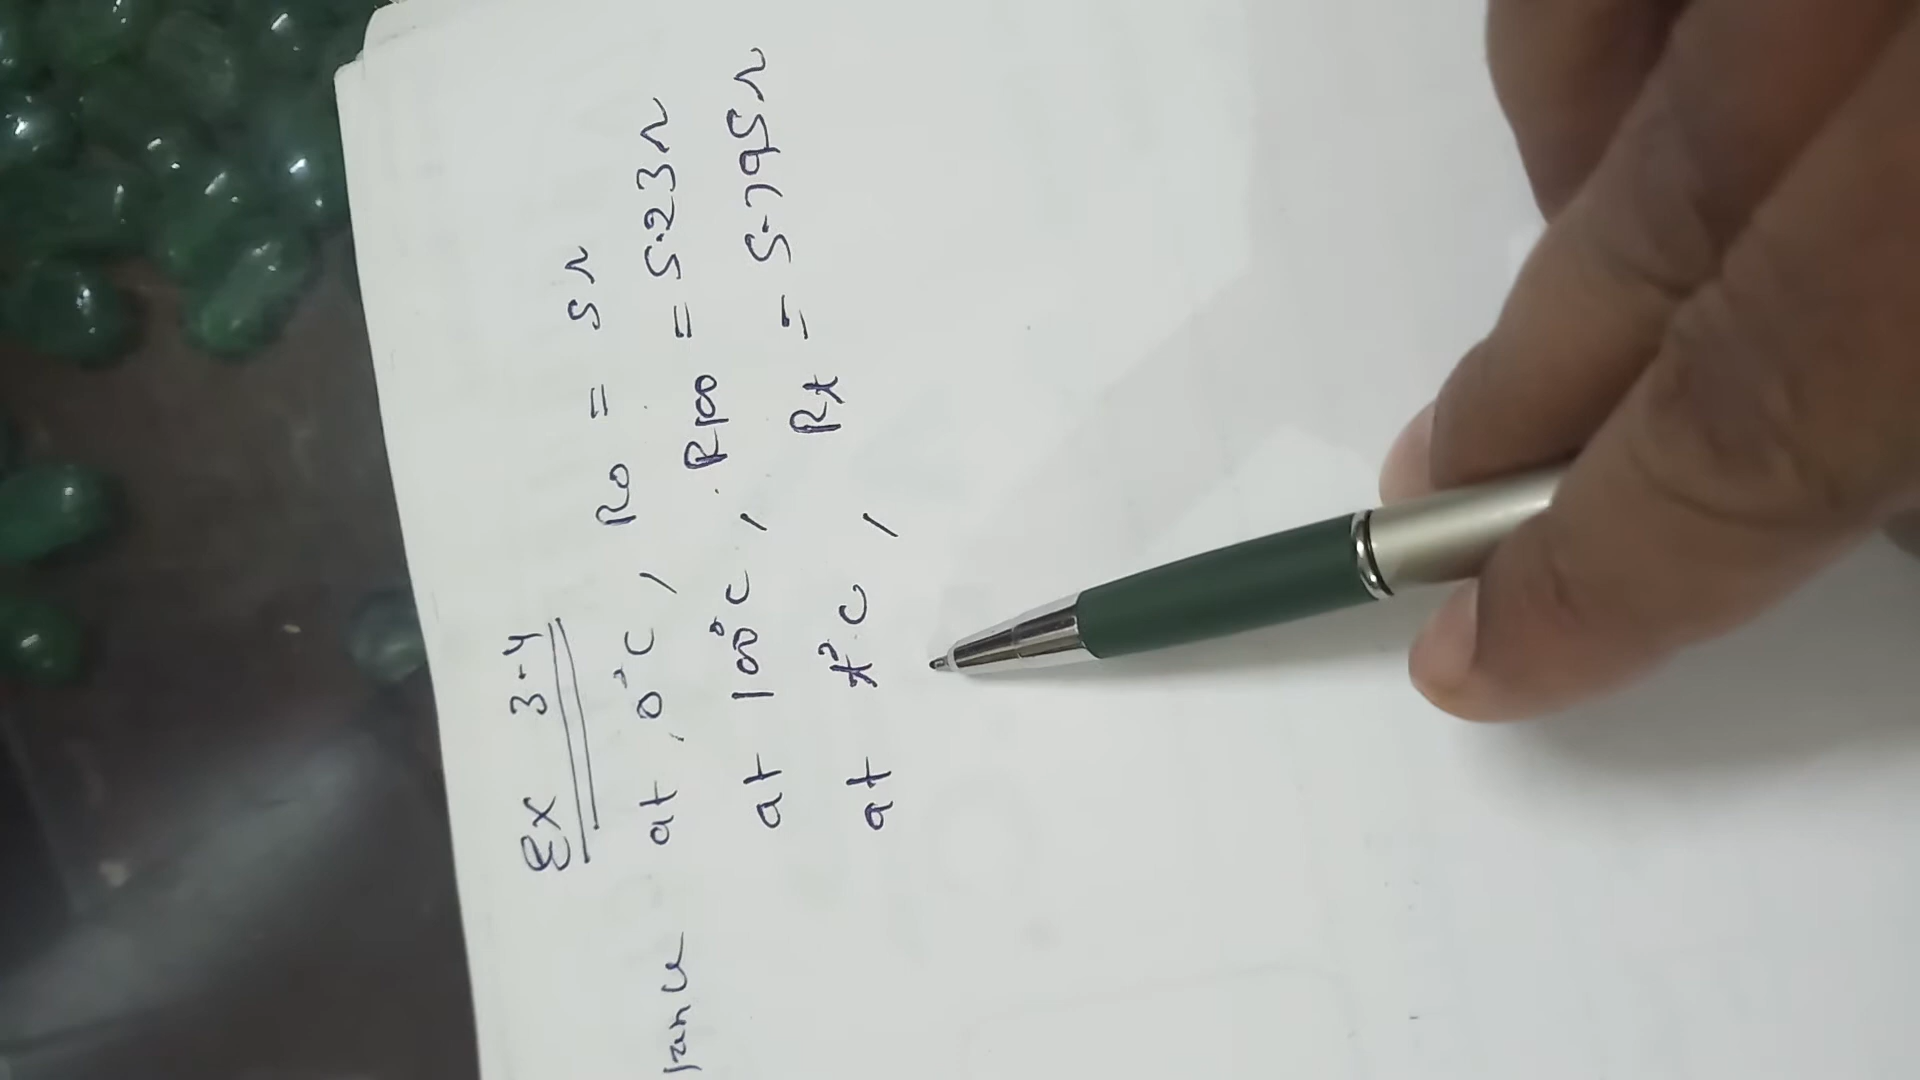 Ex 3.4
at 0°C, R0 = 5Ω
at 100°C, R100 = 5.23Ω
at t°C, Rt = 5.795Ω